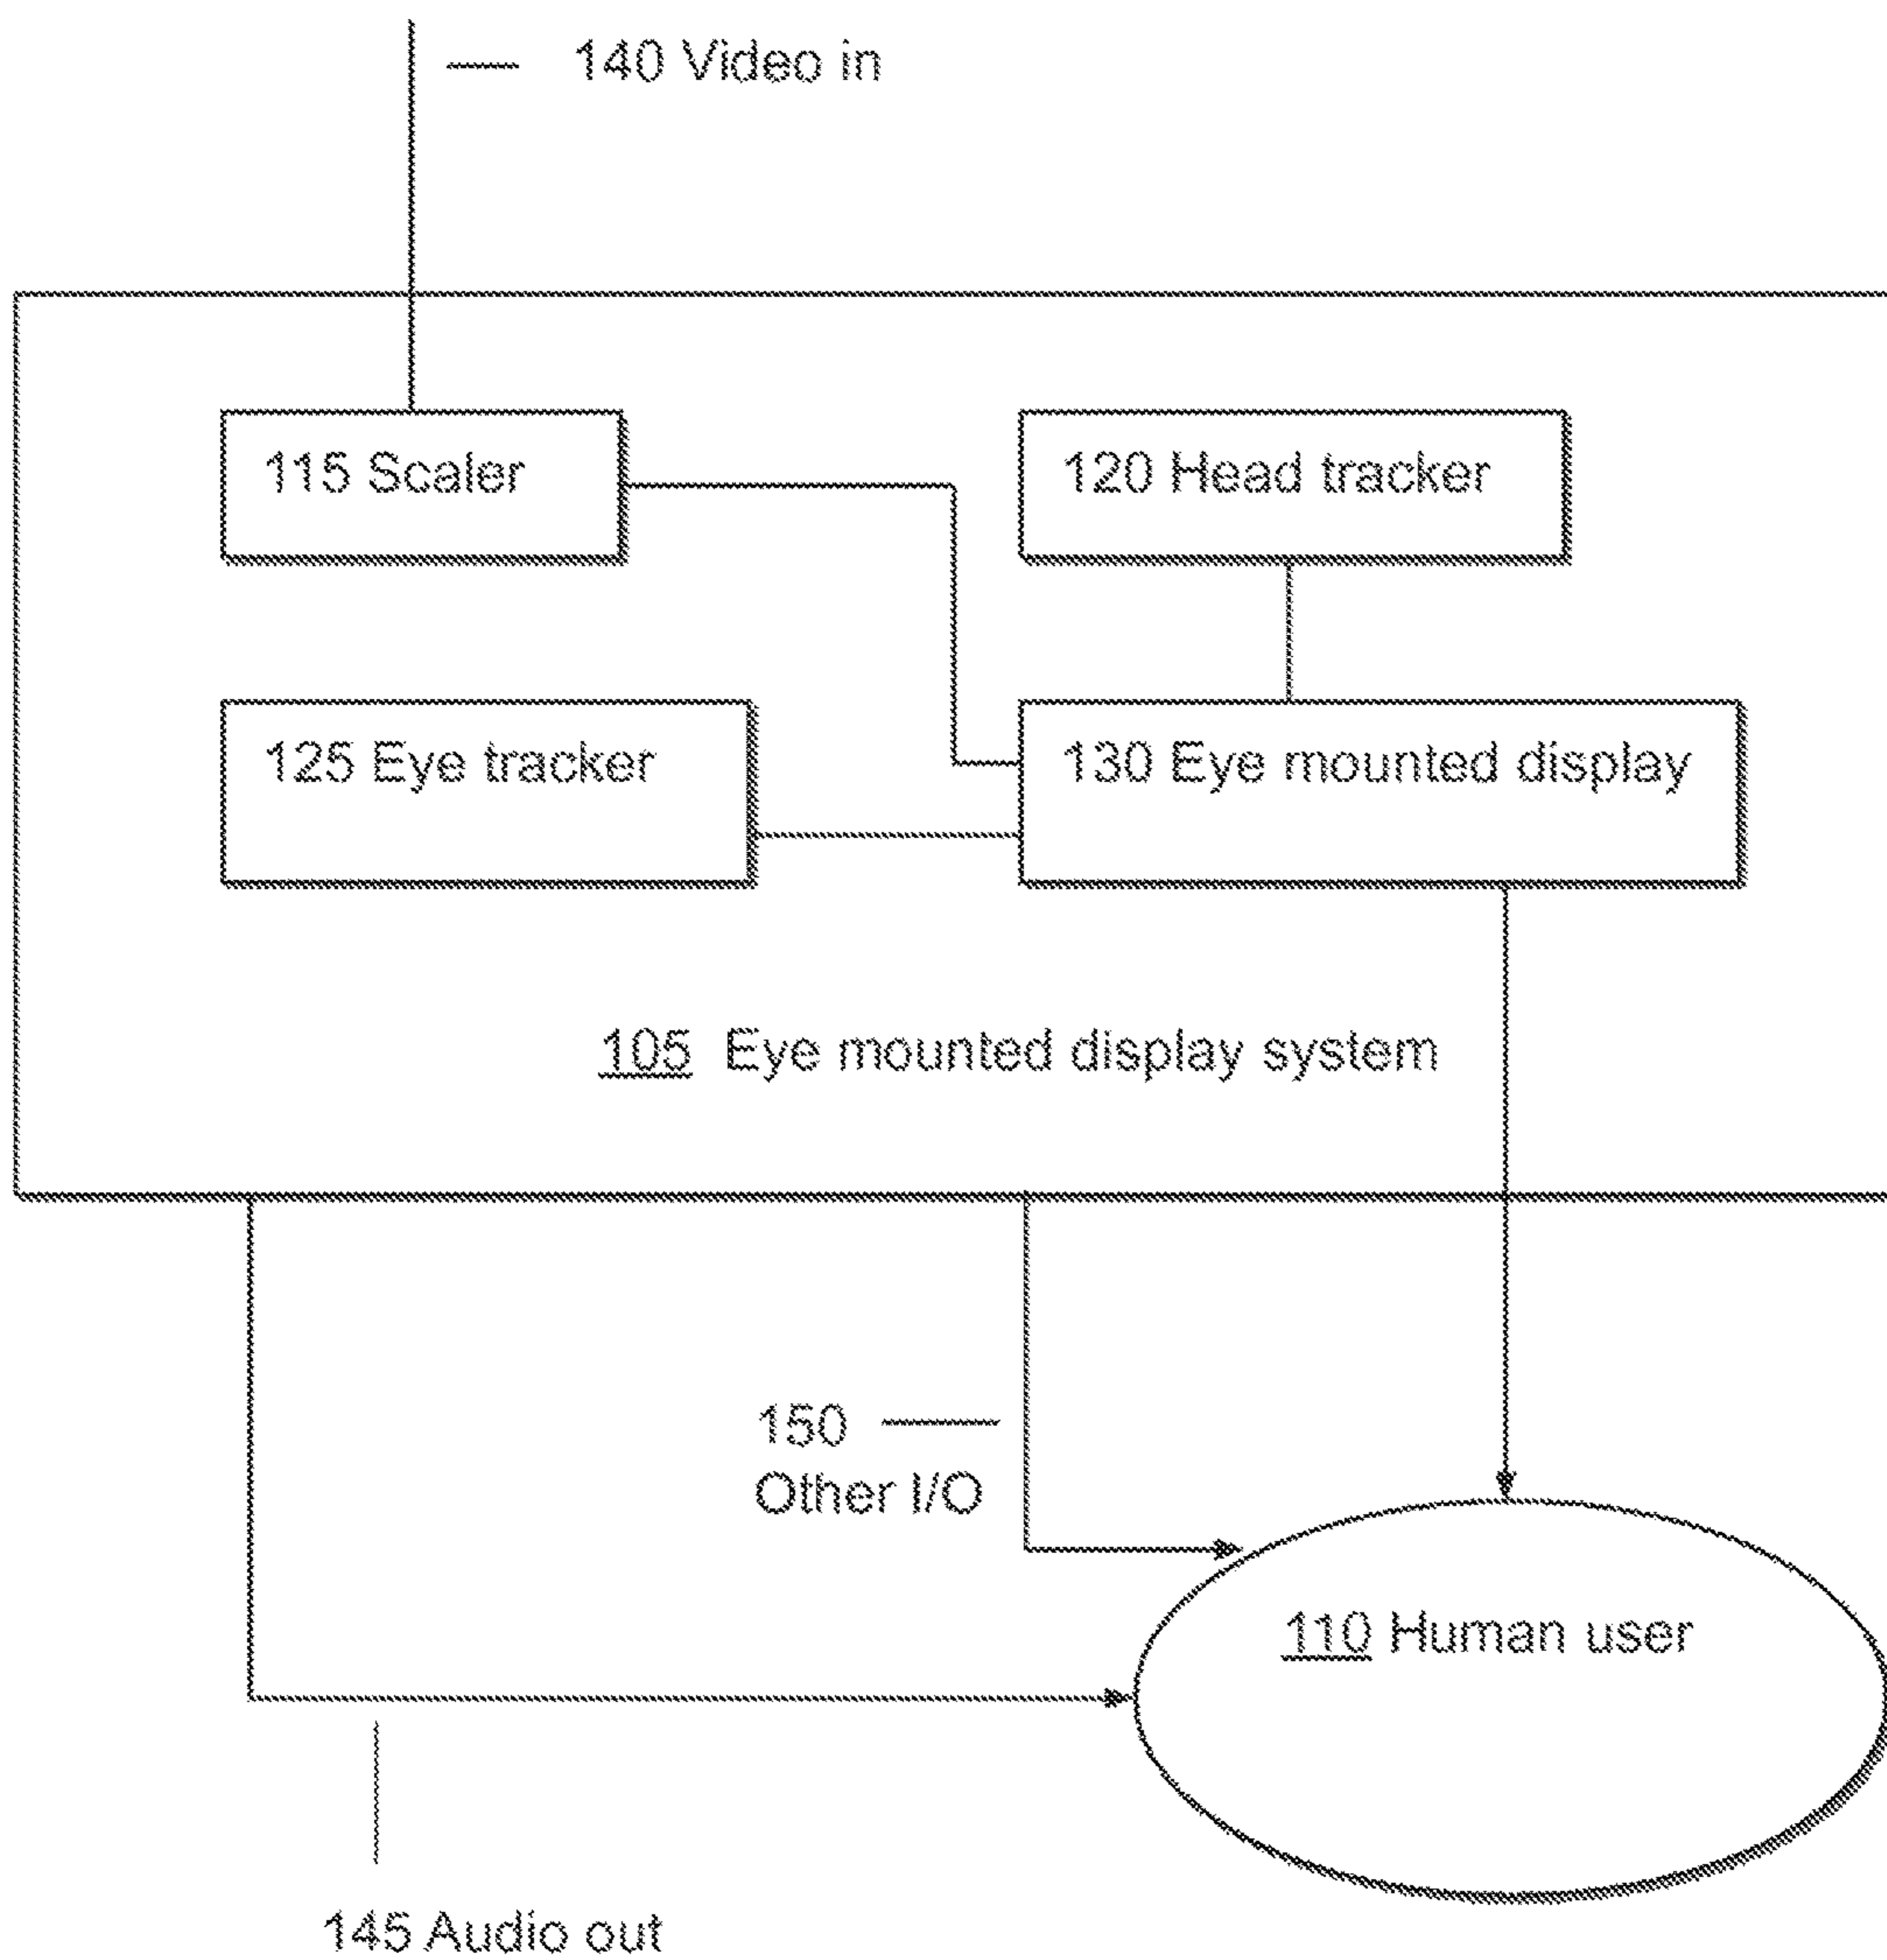 140 Video in
115 Scaler
120 Head tracker
125 Eye tracker
130 Eye mounted display
105 Eye mounted display system
150
Other I/O
110 Human user
145 Audio out